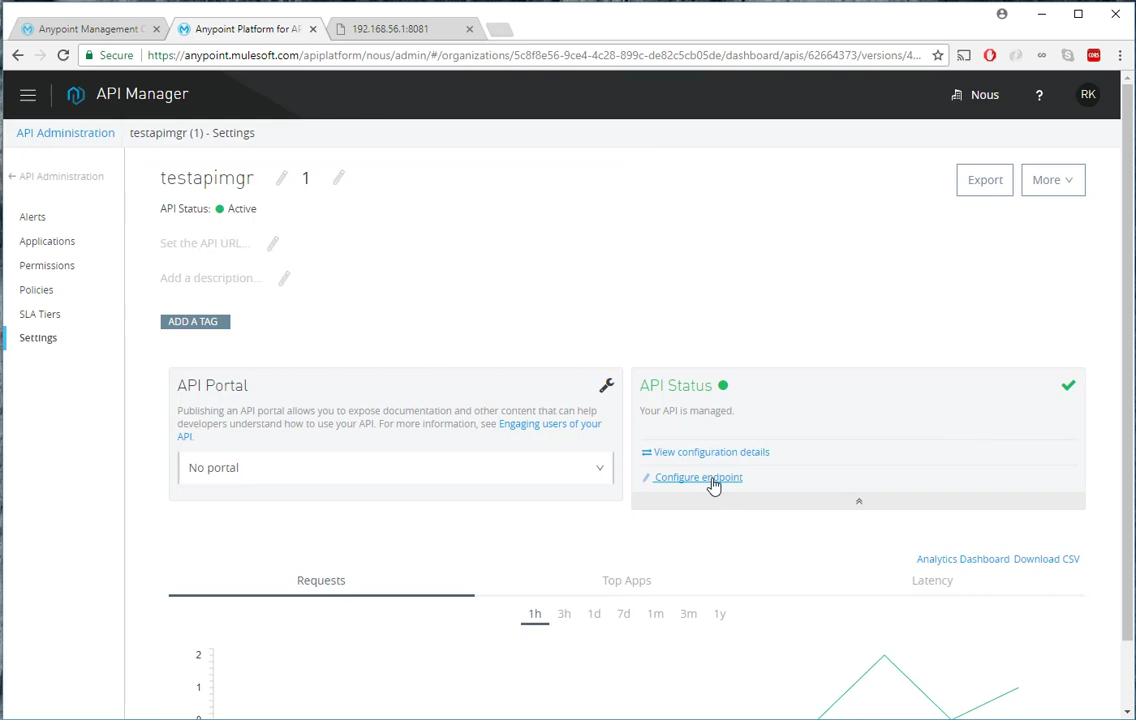 Anypoint Management C
Anypoint Platform for AP
192.168.56.1:8081
Secure
https://anypoint.mulesoft.com/apiplatform/nous/admin/#/organizations/5c8f8e56-9ce4-4c28-899c-de82c5cb05de/dashboard/apis/62664373/versions/4...
API Manager
Nous
?
RK
API Administration
testapimgr (1) - Settings
API Administration
Alerts
Applications
Permissions
Policies
SLA Tiers
Settings
testapimgr
1
Export
More
API Status: Active
Set the API URL...
Add a description...
ADD A TAG
API Portal
Publishing an API portal allows you to expose documentation and other content that can help
developers understand how to use your API. For more information, see Engaging users of your
API.
No portal
API Status
Your API is managed.
View configuration details
Configure endpoint
Analytics Dashboard Download CSV
Requests
Top Apps
Latency
1h
3h
1d
7d
1m
3m
1y
2
1
0